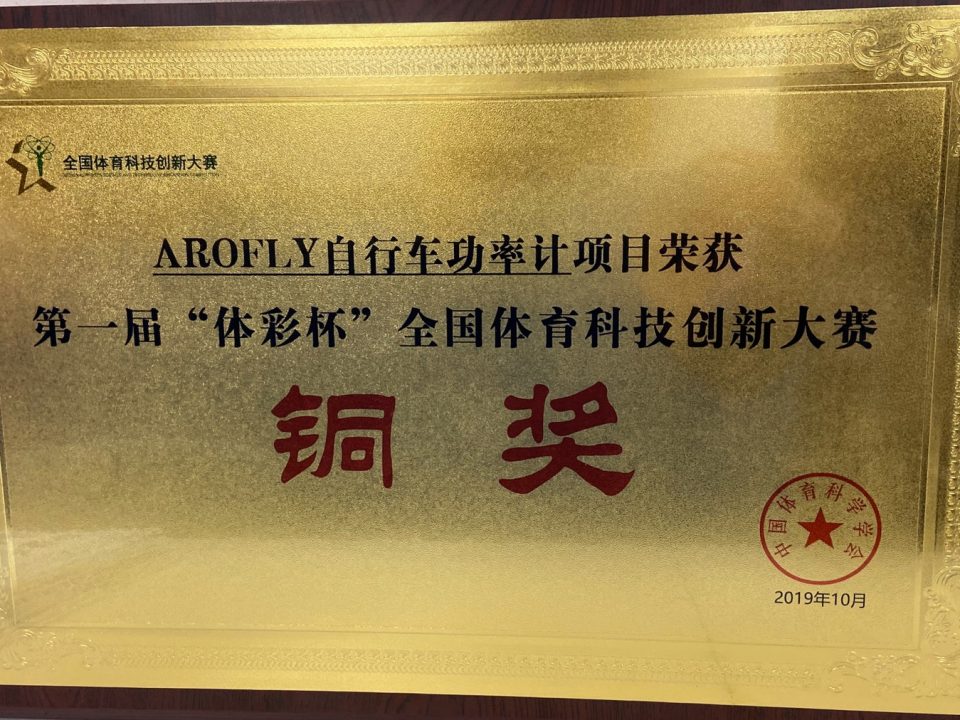 全国体育科技创新大赛
AROFLY自行车功率计项目荣获
第一届“体彩杯”全国体育科技创新大赛
铜 奖
中国体育科学学会
2019年10月